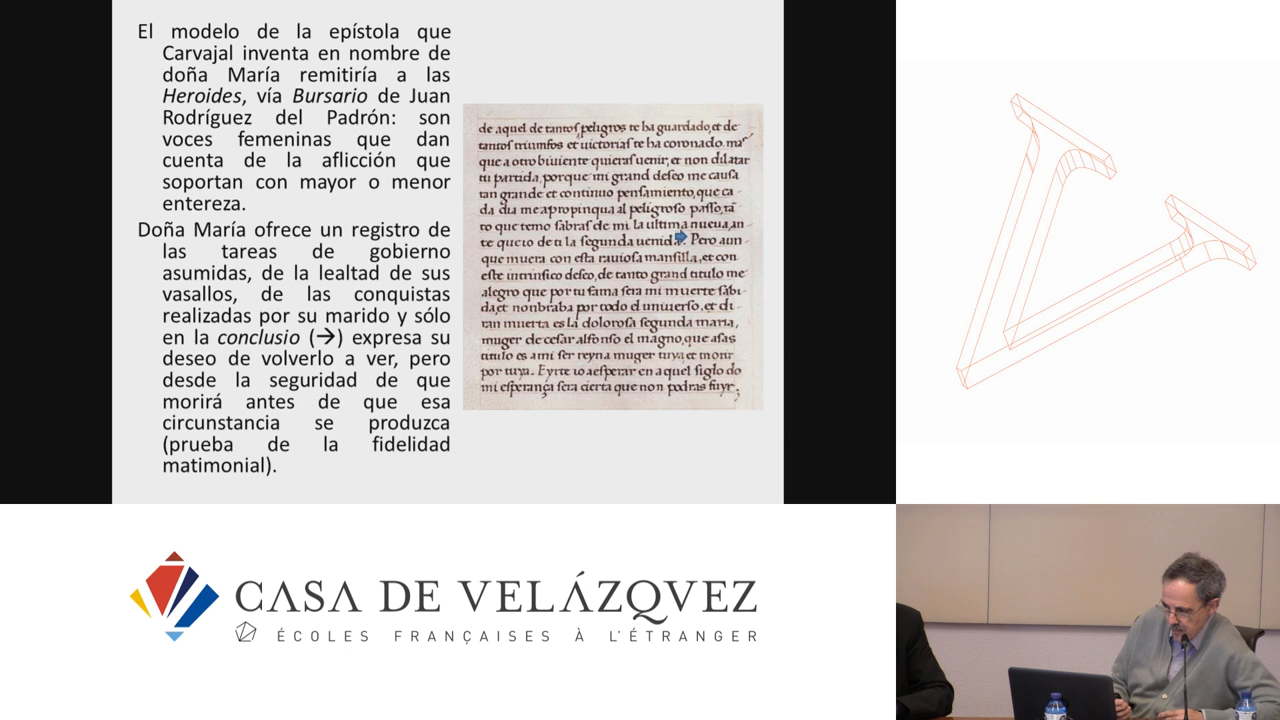 El modelo de la epístola que
Carvajal inventa en nombre de
doña María remitiría a las
Heroides, vía Bursario de Juan
Rodríguez del Padrón: son
voces femeninas que dan
cuenta de la aflicción que
soportan con mayor o menor
entereza.
Doña María ofrece un registro de
las tareas de gobierno
asumidas, de la lealtad de sus
vasallos, de las conquistas
realizadas por su marido y sólo
en la conclusio (→) expresa su
deseo de volverlo a ver, pero
desde la seguridad de que
morirá antes de que esa
circunstancia se produzca
(prueba de la fidelidad
matimonial).
de aquel de tantos peligros te ha guardado, et de
tantos triumfos et uictorias te ha coronado. mas
que a otro biuiente quieras uenir, et non dilatar
tu partida, porque mi grand deseo me causa
tan grande et continuo pensamiento, que ca
da dia me apropinqua al peligroso passo, tã
to que temo sabras de mi la ultima nueua, an
te que io de ti la segunda uenida. Pero aun
que muera con esta rauiosa mansilla, et con
este intrinsico deseo, de tanto grand titulo me
alegro que por tu fama sera mi muerte sabi-
da, et nonbraba por todo el uniuerso, et di-
ran muerta es la dolorosa segunda maria,
muger de cesar alfonso el magno, que asas
titulo es a mi ser reyna muger tuya et morir
por tuya. E yrte io a esperar en aquel siglo do
mi esperança sera cierta que non podras fuyr.
CASA DE VELÁZQVEZ
ÉCOLES FRANÇAISES À L'ÉTRANGER